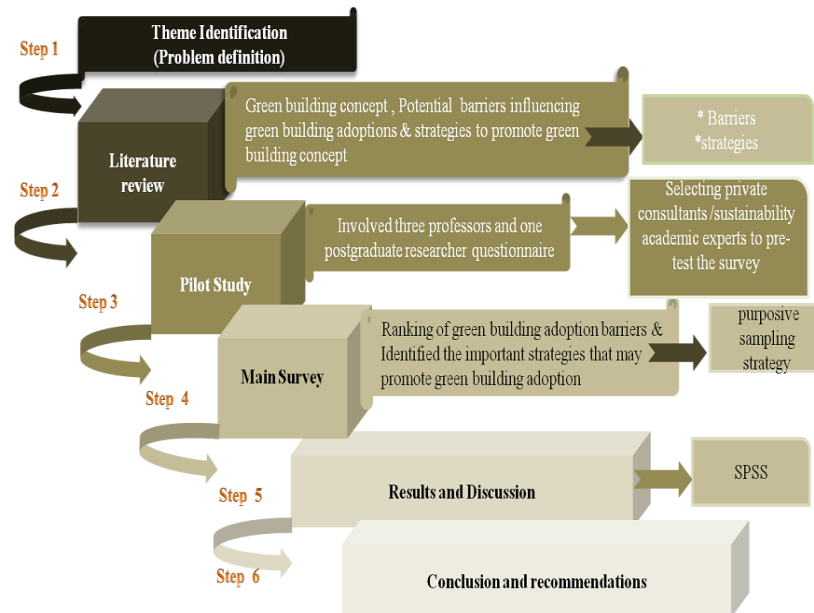 Step 1
Theme Identification
(Problem definition)
Step 2
Literature
review
Green building concept , Potential barriers influencing
green building adoptions & strategies to promote green
building concept
* Barriers
*strategies
Step 3
Pilot Study
Involved three professors and one
postgraduate researcher questionnaire
Selecting private
consultants /sustainability
academic experts to pre-
test the survey
Step 4
Main Survey
Ranking of green building adoption barriers &
Identified the important strategies that may
promote green building adoption
purposive
sampling
strategy
Step 5
Results and Discussion
SPSS
Step 6
Conclusion and recommendations